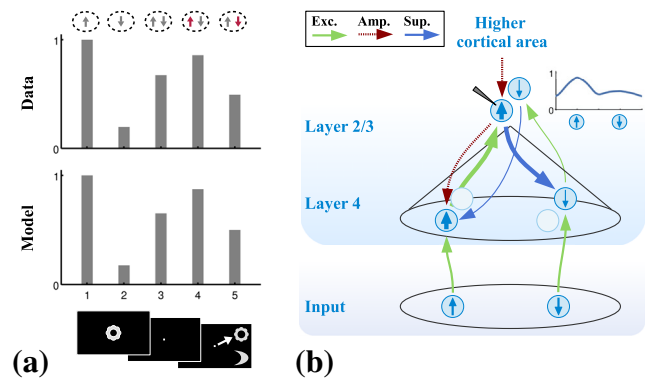 1
Data
0
1
Model
0
1 2 3 4 5
(a)
Exc. Amp. Sup.
Higher
cortical area
1
0
Layer 2/3
Layer 4
Input
(b)